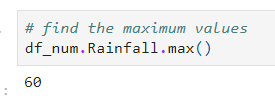 # find the maximum values
df_num.Rainfall.max()
60